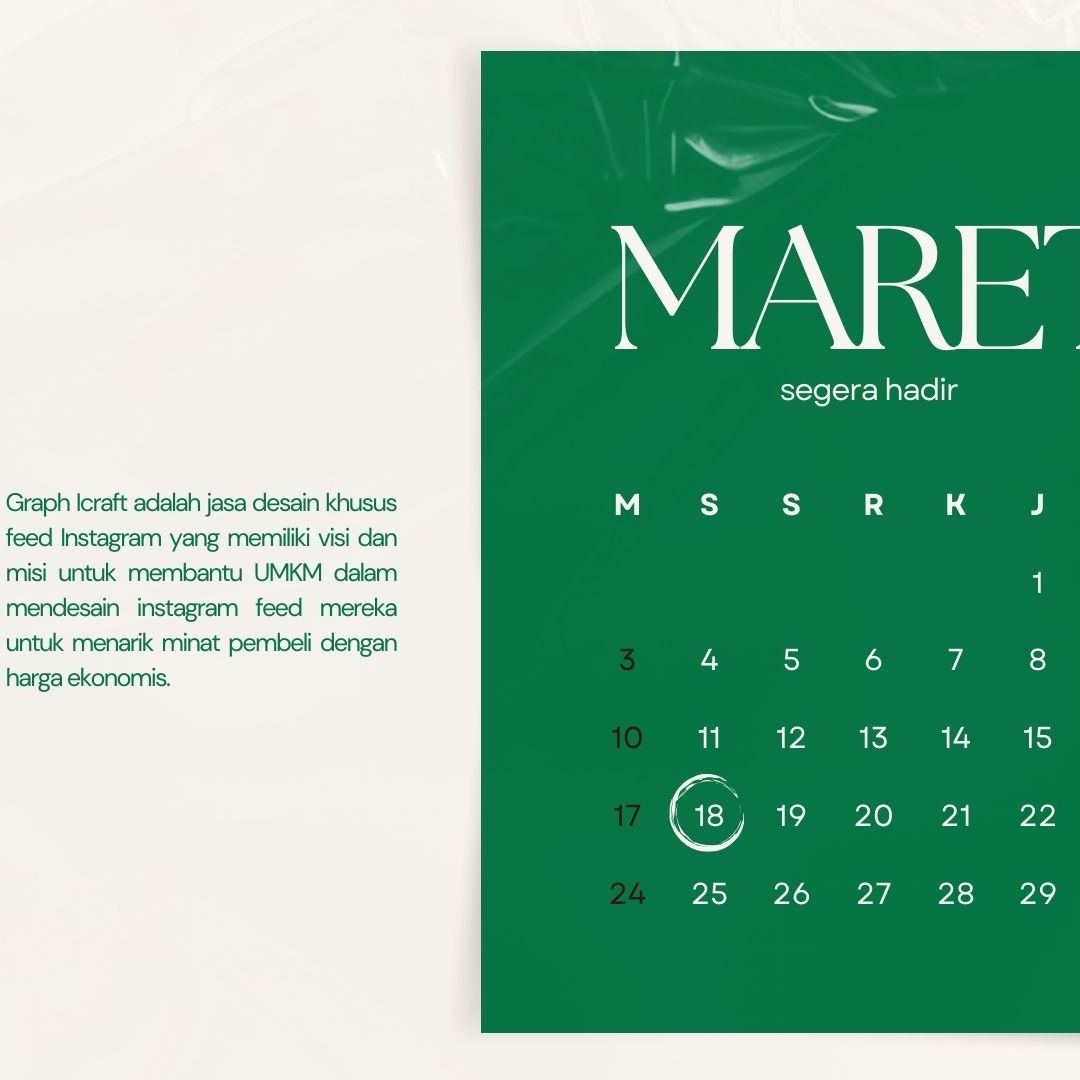 Graph Icraft adalah jasa desain khusus
feed Instagram yang memiliki visi dan
misi untuk membantu UMKM dalam
mendesain instagram feed mereka
untuk menarik minat pembeli dengan
harga ekonomis.
MARET
segera hadir
M S S R K J
1
3 4 5 6 7 8
10 11 12 13 14 15
17 18 19 20 21 22
24 25 26 27 28 29